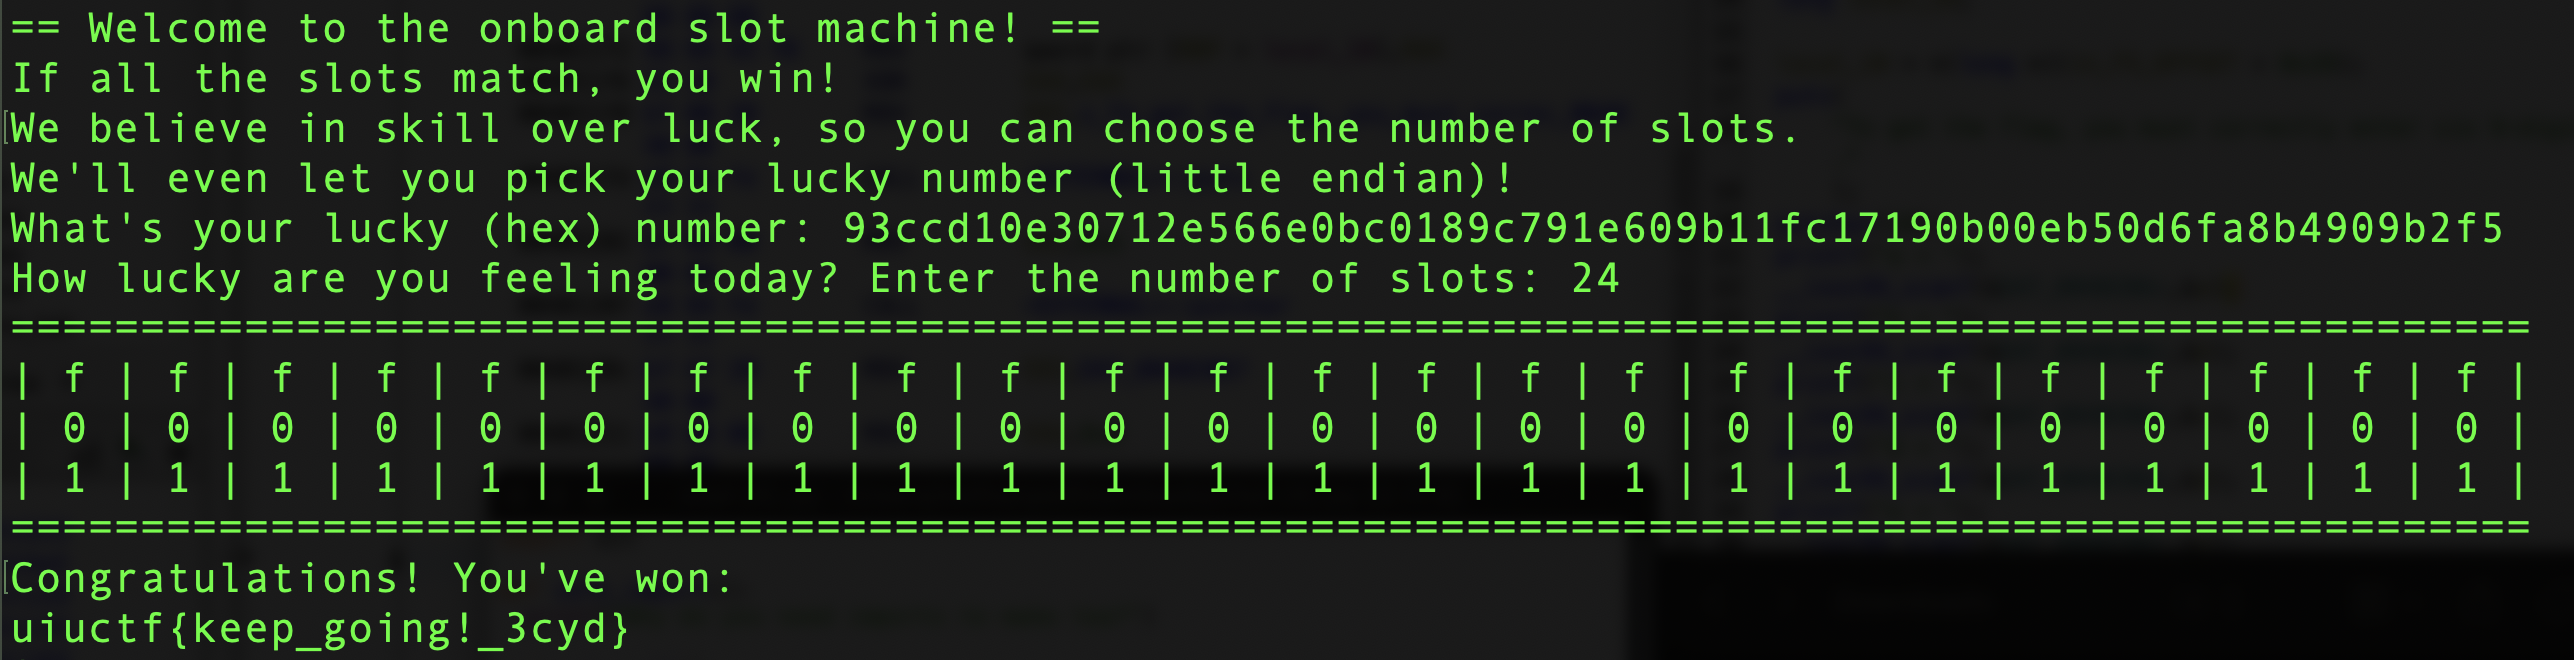 == Welcome to the onboard slot machine! ==
If all the slots match, you win!
[We believe in skill over luck, so you can choose the number of slots.
We'll even let you pick your lucky number (little endian)!
What's your lucky (hex) number: 93ccd10e30712e566e0bc0189c791e609b11fc17190b00eb50d6fa8b4909b2f5
How lucky are you feeling today? Enter the number of slots: 24
=================================================================================================
| f | f | f | f | f | f | f | f | f | f | f | f | f | f | f | f | f | f | f | f | f | f | f | f |
| 0 | 0 | 0 | 0 | 0 | 0 | 0 | 0 | 0 | 0 | 0 | 0 | 0 | 0 | 0 | 0 | 0 | 0 | 0 | 0 | 0 | 0 | 0 | 0 |
| 1 | 1 | 1 | 1 | 1 | 1 | 1 | 1 | 1 | 1 | 1 | 1 | 1 | 1 | 1 | 1 | 1 | 1 | 1 | 1 | 1 | 1 | 1 | 1 |
=================================================================================================
[Congratulations! You've won:
uiuctf{keep_going!_3cyd}